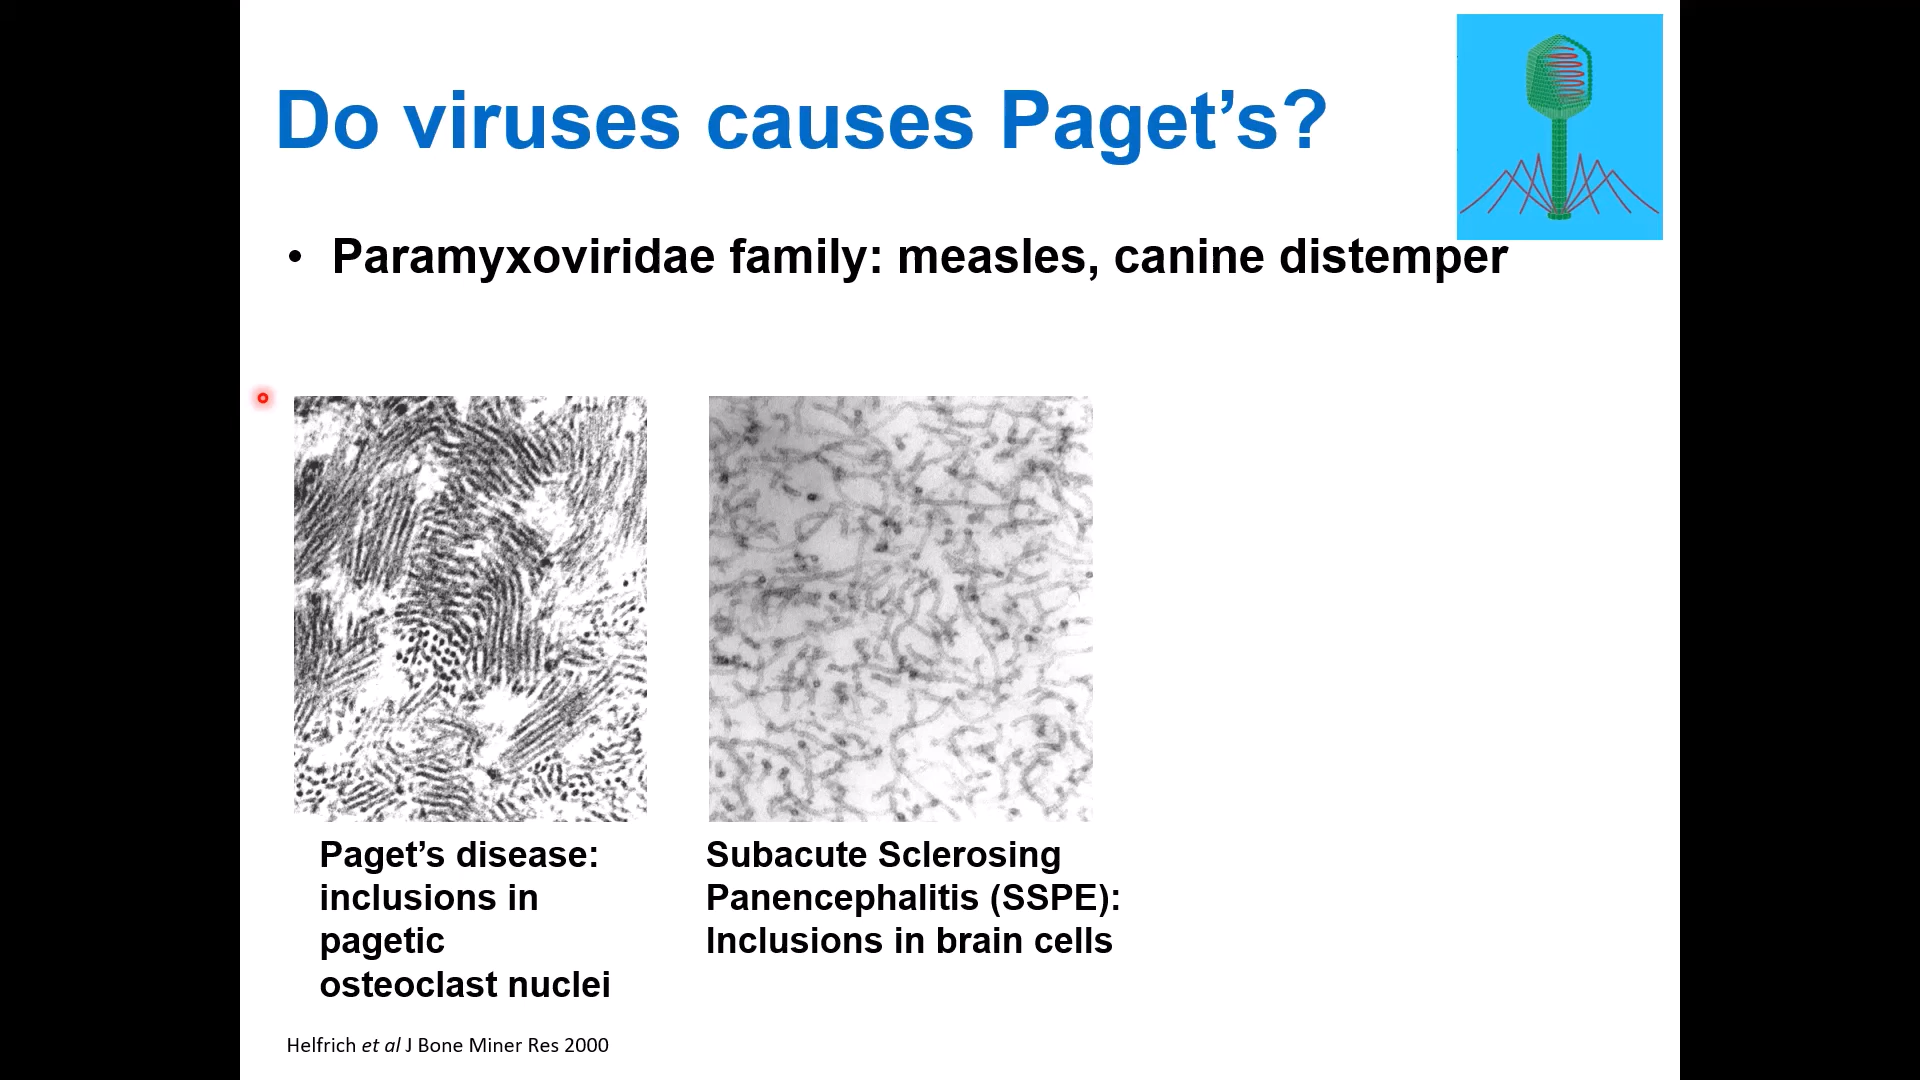 Do viruses causes Paget’s?
• Paramyxoviridae family: measles, canine distemper
Paget’s disease:
inclusions in
pagetic
osteoclast nuclei
Subacute Sclerosing
Panencephalitis (SSPE):
Inclusions in brain cells
Helfrich et al J Bone Miner Res 2000